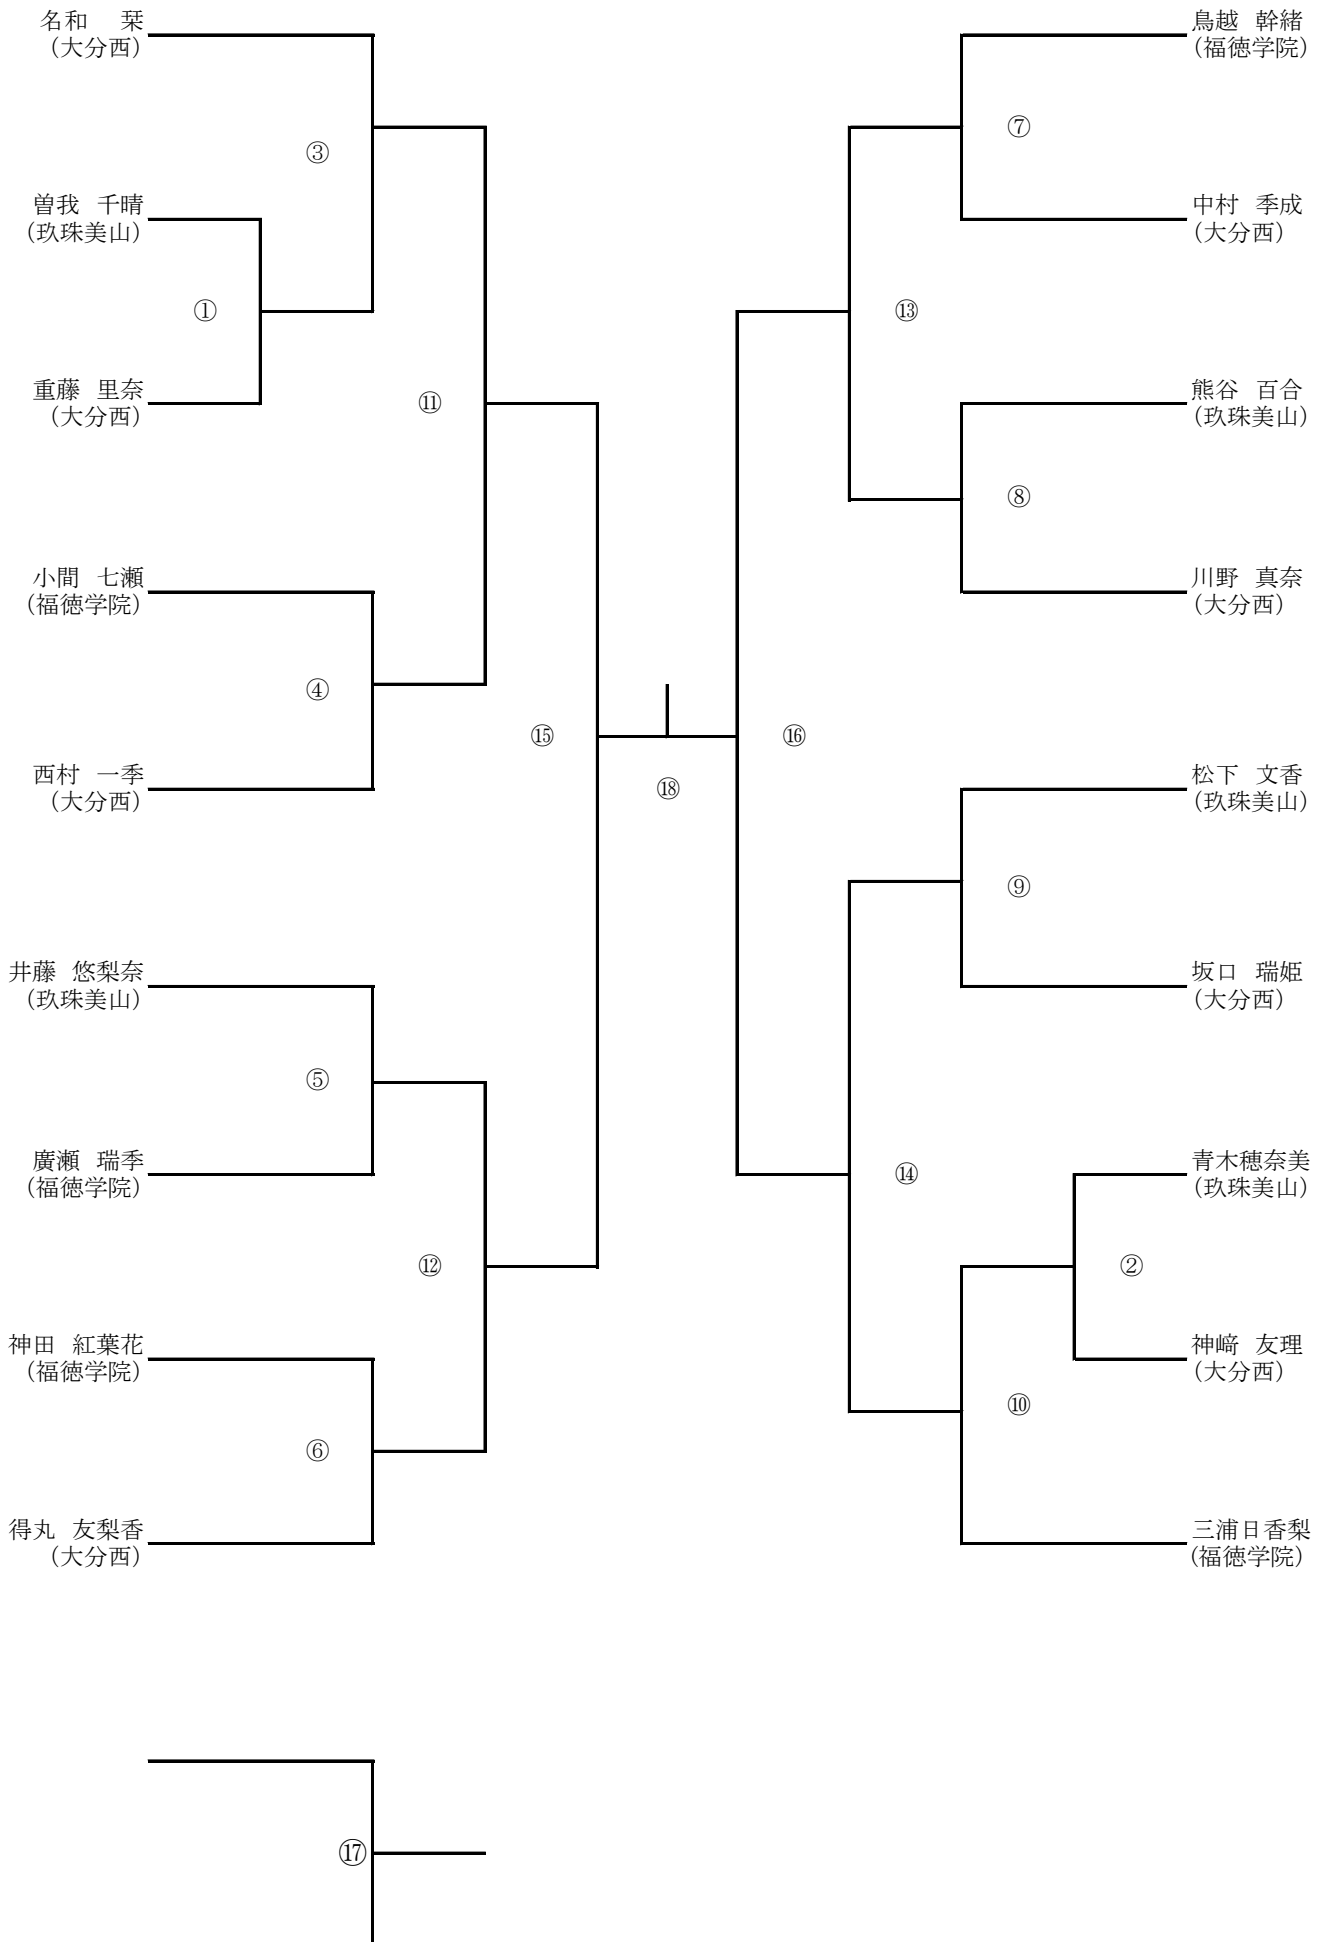 名和　栞
（大分西）
③
曽我　千晴
（玖珠美山）
①
重藤　里奈
（大分西）
⑪
小間　七瀬
（福徳学院）
④
西村　一季
（大分西）
⑮
井藤　悠梨奈
（玖珠美山）
⑤
廣瀬　瑞季
（福徳学院）
⑫
神田　紅葉花
（福徳学院）
⑥
得丸　友梨香
（大分西）
⑱
鳥越　幹緒
（福徳学院）
⑦
中村　季成
（大分西）
⑬
熊谷　百合
（玖珠美山）
⑧
川野　真奈
（大分西）
⑯
松下　文香
（玖珠美山）
⑨
坂口　瑞姫
（大分西）
⑭
青木穂奈美
（玖珠美山）
②
神﨑　友理
（大分西）
⑩
三浦日香梨
（福徳学院）
⑰